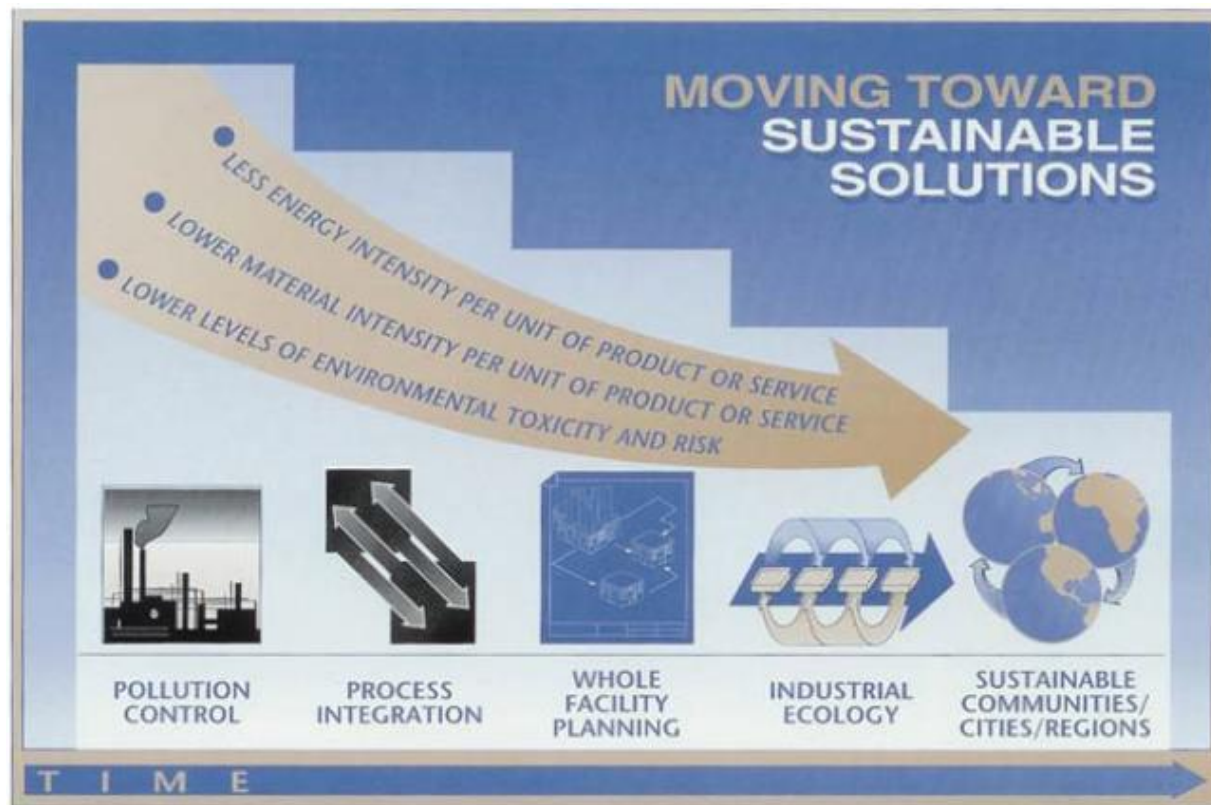 MOVING TOWARD
SUSTAINABLE
SOLUTIONS
LESS ENERGY INTENSITY PER UNIT OF PRODUCT OR SERVICE
LOWER MATERIAL INTENSITY PER UNIT OF PRODUCT OR SERVICE
LOWER LEVELS OF ENVIRONMENTAL TOXICITY AND RISK
POLLUTION
CONTROL
PROCESS
INTEGRATION
WHOLE
FACILITY
PLANNING
INDUSTRIAL
ECOLOGY
SUSTAINABLE
COMMUNITIES/
CITIES/REGIONS
TIME